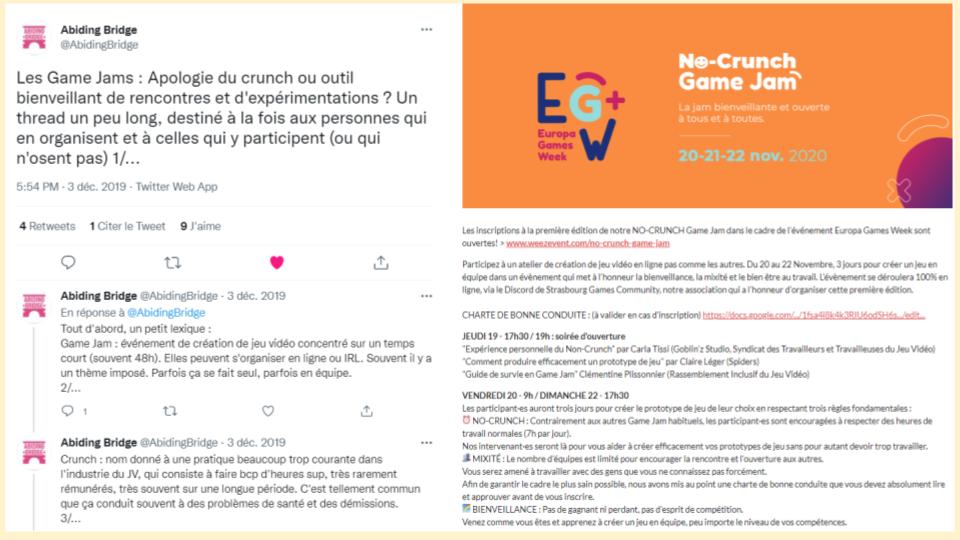 Abiding Bridge
@AbidingBridge
Les Game Jams : Apologie du crunch ou outil
bienveillant de rencontres et d'expérimentations ? Un
thread un peu long, destiné à la fois aux personnes qui
en organisent et à celles qui y participent (ou qui
n'osent pas) 1/...
5:54 PM · 3 déc. 2019 · Twitter Web App
4 Retweets 1 Citer le Tweet 9 J'aime
Abiding Bridge @AbidingBridge · 3 déc. 2019
En réponse à @AbidingBridge
Tout d'abord, un petit lexique :
Game Jam : événement de création de jeu vidéo concentré sur un temps
court (souvent 48h). Elles peuvent s'organiser en ligne ou IRL. Souvent il y a
un thème imposé. Parfois ça se fait seul, parfois en équipe.
2/...
1
Abiding Bridge @AbidingBridge · 3 déc. 2019
Crunch : nom donné à une pratique beaucoup trop courante dans
l'industrie du JV, qui consiste à faire bcp d'heures sup, très rarement
rémunérés, très souvent sur une longue période. C'est tellement commun
que ça conduit souvent à des problèmes de santé et des démissions.
3/...
EG+W
Europa
Games
Week
No-Crunch
Game Jam
La jam bienveillante et ouverte
à tous et à toutes.
20-21-22 nov. 2020
Les inscriptions à la première édition de notre NO-CRUNCH Game Jam dans le cadre de l'événement Europa Games Week sont
ouvertes! > www.weezevent.com/no-crunch-game-jam
Participez à un atelier de création de jeu vidéo en ligne pas comme les autres. Du 20 au 22 Novembre, 3 jours pour créer un jeu en
équipe dans un évènement qui met à l'honneur la bienveillance, la mixité et le bien être au travail. L'évènement se déroulera 100% en
ligne, via le Discord de Strasbourg Games Community, notre association qui a l'honneur d'organiser cette première édition.
CHARTE DE BONNE CONDUITE : (à valider en cas d'inscription)
JEUDI 19 - 17h30 / 19h : soirée d'ouverture
"Expérience personnelle du Non-Crunch" par Carla Tissi (Goblin'z Studio, Syndicat des Travailleurs et Travailleuses du Jeu Vidéo)
"Comment produire efficacement un prototype de jeu" par Claire Léger (Spiders)
"Guide de survie en Game Jam" Clémentine Plissonnier (Rassemblement Inclusif du Jeu Vidéo)
VENDREDI 20 - 9h / DIMANCHE 22 - 17h30
Les participant·es auront trois jours pour créer le prototype de jeu de leur choix en respectant trois règles fondamentales :
⏰ NO-CRUNCH : Contrairement aux autres Game Jam habituels, les participant·es sont encouragées à respecter des heures de
travail normales (7h par jour).
Nos intervenant·es seront là pour vous aider à créer efficacement vos prototypes de jeu sans pour autant devoir trop travailler.
MIXITÉ : Le nombre d'équipes est limité pour encourager la rencontre et l'ouverture aux autres.
Vous serez amené à travailler avec des gens que vous ne connaissez pas forcément.
Afin de garantir le cadre le plus sain possible, nous avons mis au point une charte de bonne conduite que vous devez absolument lire
et approuver avant de vous inscrire.
BIENVEILLANCE : Pas de gagnant ni perdant, pas d'esprit de compétition.
Venez comme vous êtes et apprenez à créer un jeu en équipe, peu importe le niveau de vos compétences.